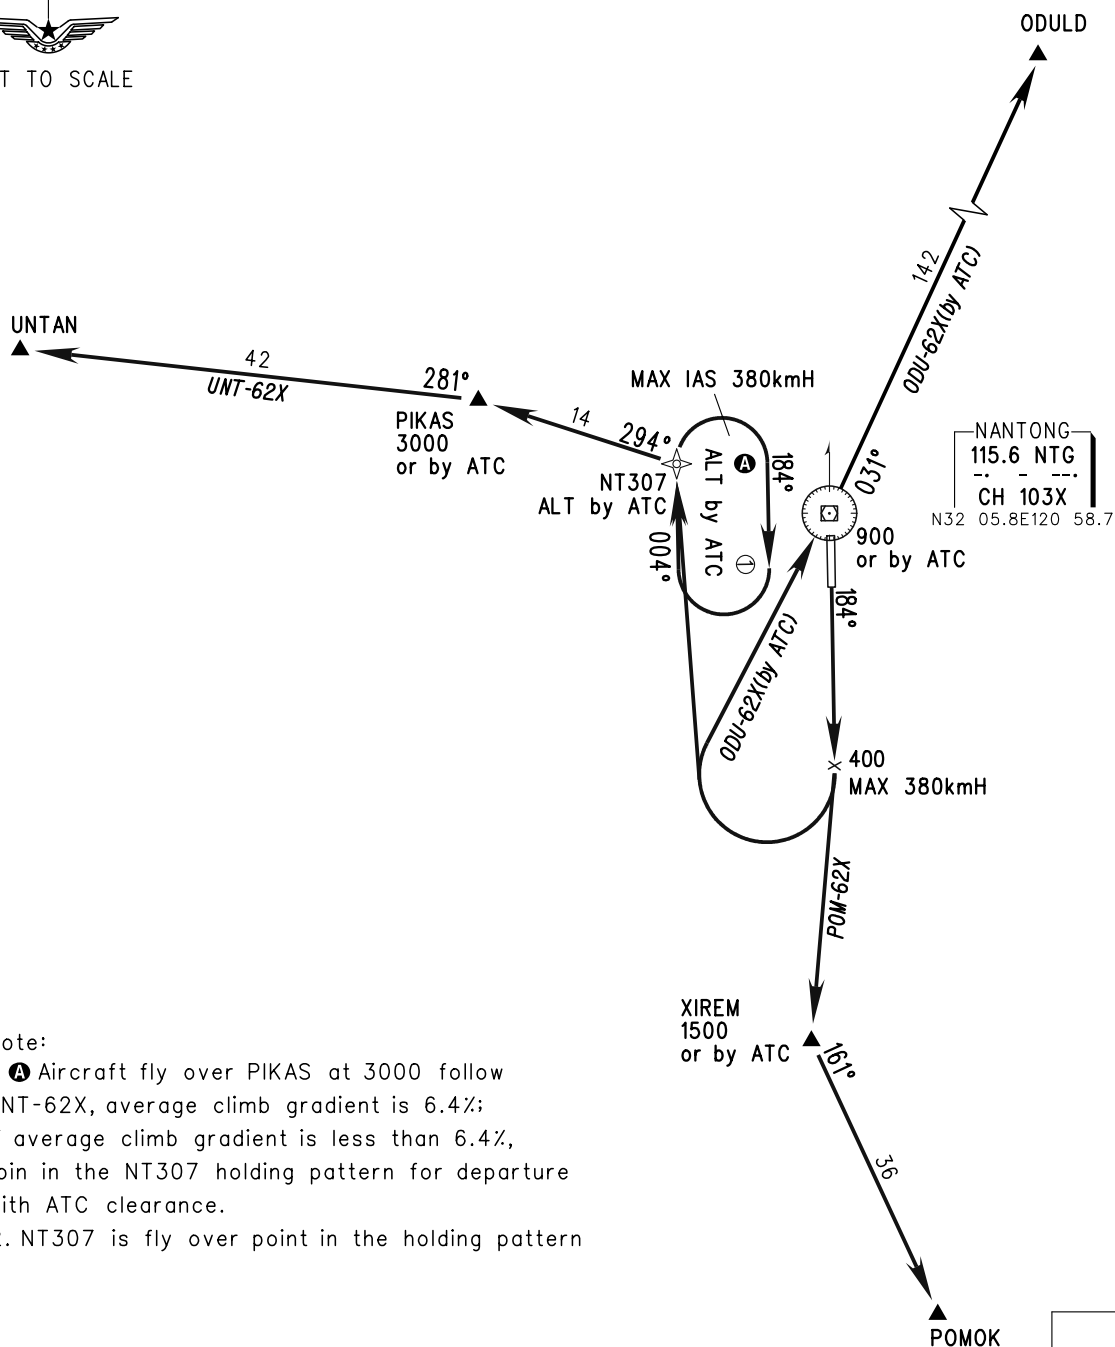 ODULD
T TO SCALE
142
ODU-62X(by ATC)
UNTAN
42
UNT-62X
281°
PIKAS
3000
or by ATC
14
294°
MAX IAS 380kmH
NT307
ALT by ATC
004°
ALT by ATC
A
1
184°
031°
NANTONG
115.6 NTG
-. - --.
CH 103X
N32 05.8E120 58.7
900
or by ATC
184°
ODU-62X(by ATC)
400
MAX 380kmH
POM-62X
XIREM
1500
or by ATC
161°
36
POMOK
ote:
A Aircraft fly over PIKAS at 3000 follow
NT-62X, average climb gradient is 6.4%;
average climb gradient is less than 6.4%,
oin in the NT307 holding pattern for departure
ith ATC clearance.
2. NT307 is fly over point in the holding pattern